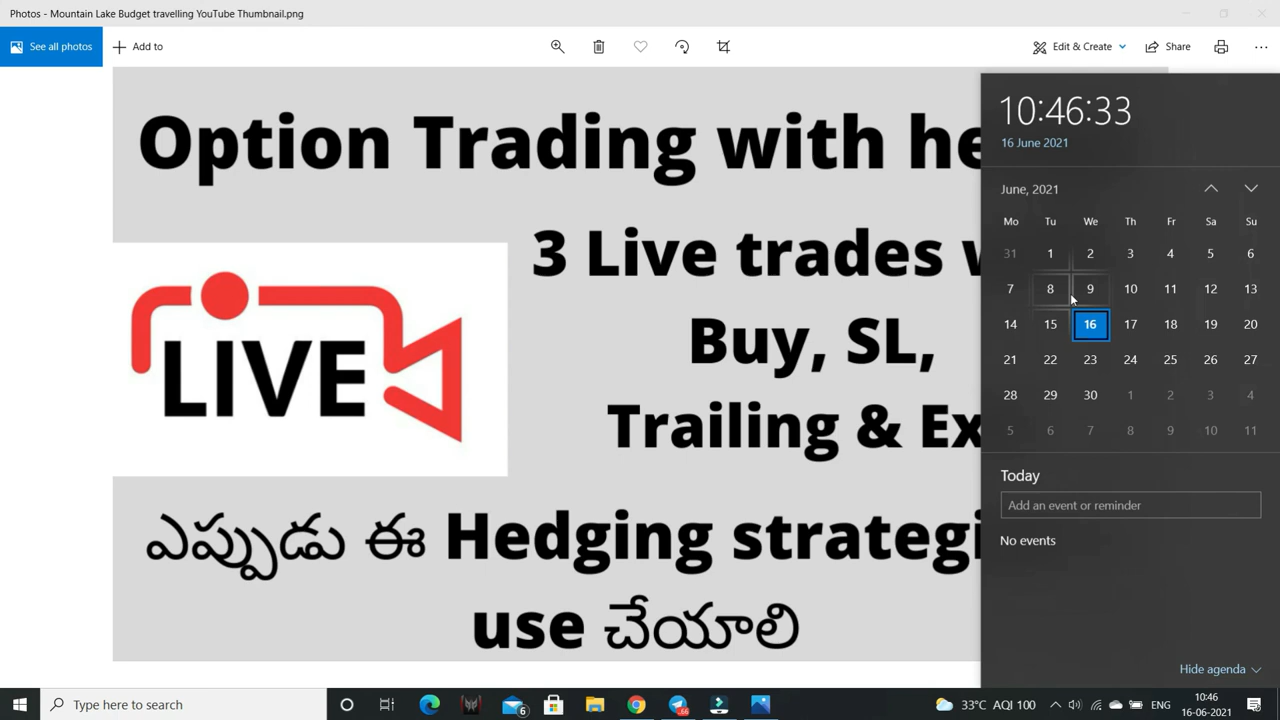 Photos - Mountain Lake Budget travelling YouTube Thumbnail.png
See all photos
Add to
Edit & Create
Share
Option Trading with he
3 Live trades
Buy, SL,
Trailing & Ex
LIVE
ఎప్పుడు ఈ Hedging strategi
use చేయాలి
10:46:33
16 June 2021
June, 2021
Mo Tu We Th Fr Sa Su
31 1 2 3 4 5 6
7 8 9 10 11 12 13
14 15 16 17 18 19 20
21 22 23 24 25 26 27
28 29 30 1 2 3 4
5 6 7 8 9 10 11
Today
Add an event or reminder
No events
Hide agenda
Type here to search
6
33°C AQI 100
ENG
10:46
16-06-2021